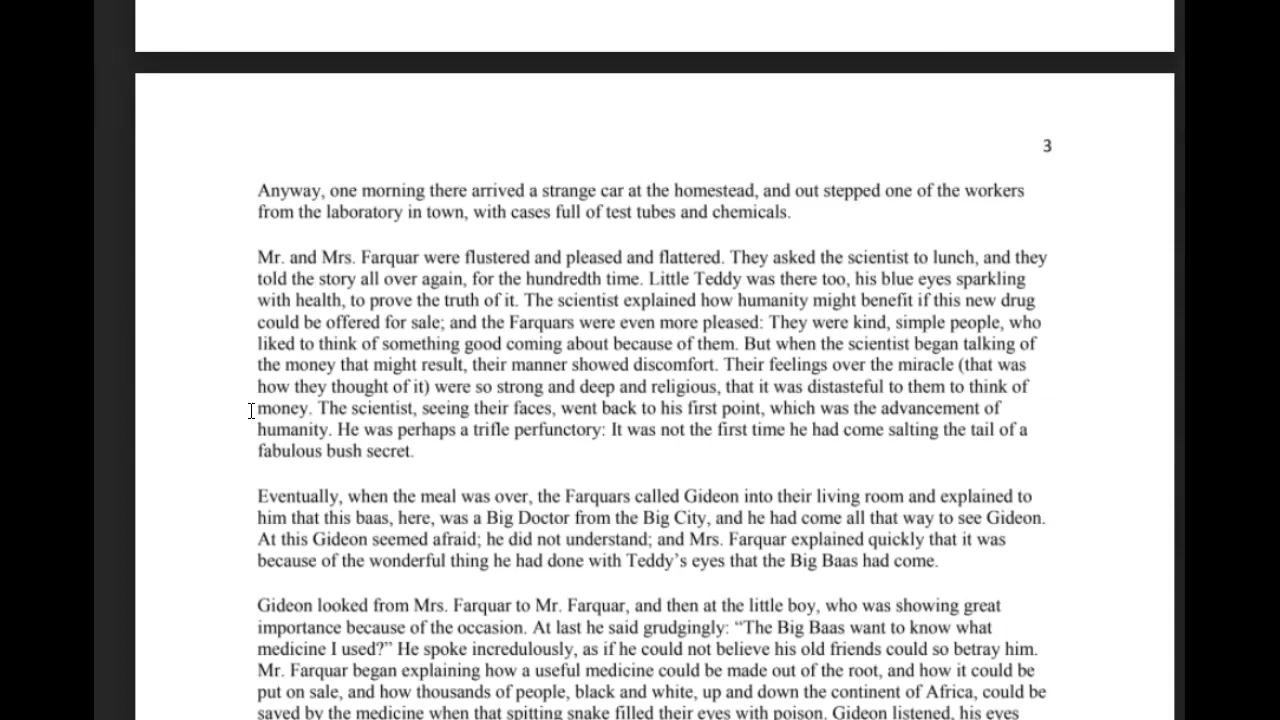 3
Anyway, one morning there arrived a strange car at the homestead, and out stepped one of the workers
from the laboratory in town, with cases full of test tubes and chemicals.
Mr. and Mrs. Farquar were flustered and pleased and flattered. They asked the scientist to lunch, and they
told the story all over again, for the hundredth time. Little Teddy was there too, his blue eyes sparkling
with health, to prove the truth of it. The scientist explained how humanity might benefit if this new drug
could be offered for sale; and the Farquars were even more pleased: They were kind, simple people, who
liked to think of something good coming about because of them. But when the scientist began talking of
the money that might result, their manner showed discomfort. Their feelings over the miracle (that was
how they thought of it) were so strong and deep and religious, that it was distasteful to them to think of
money. The scientist, seeing their faces, went back to his first point, which was the advancement of
humanity. He was perhaps a trifle perfunctory: It was not the first time he had come salting the tail of a
fabulous bush secret.
Eventually, when the meal was over, the Farquars called Gideon into their living room and explained to
him that this baas, here, was a Big Doctor from the Big City, and he had come all that way to see Gideon.
At this Gideon seemed afraid; he did not understand; and Mrs. Farquar explained quickly that it was
because of the wonderful thing he had done with Teddy’s eyes that the Big Baas had come.
Gideon looked from Mrs. Farquar to Mr. Farquar, and then at the little boy, who was showing great
importance because of the occasion. At last he said grudgingly: “The Big Baas want to know what
medicine I used?” He spoke incredulously, as if he could not believe his old friends could so betray him.
Mr. Farquar began explaining how a useful medicine could be made out of the root, and how it could be
put on sale, and how thousands of people, black and white, up and down the continent of Africa, could be
saved by the medicine when that spitting snake filled their eyes with poison. Gideon listened, his eyes